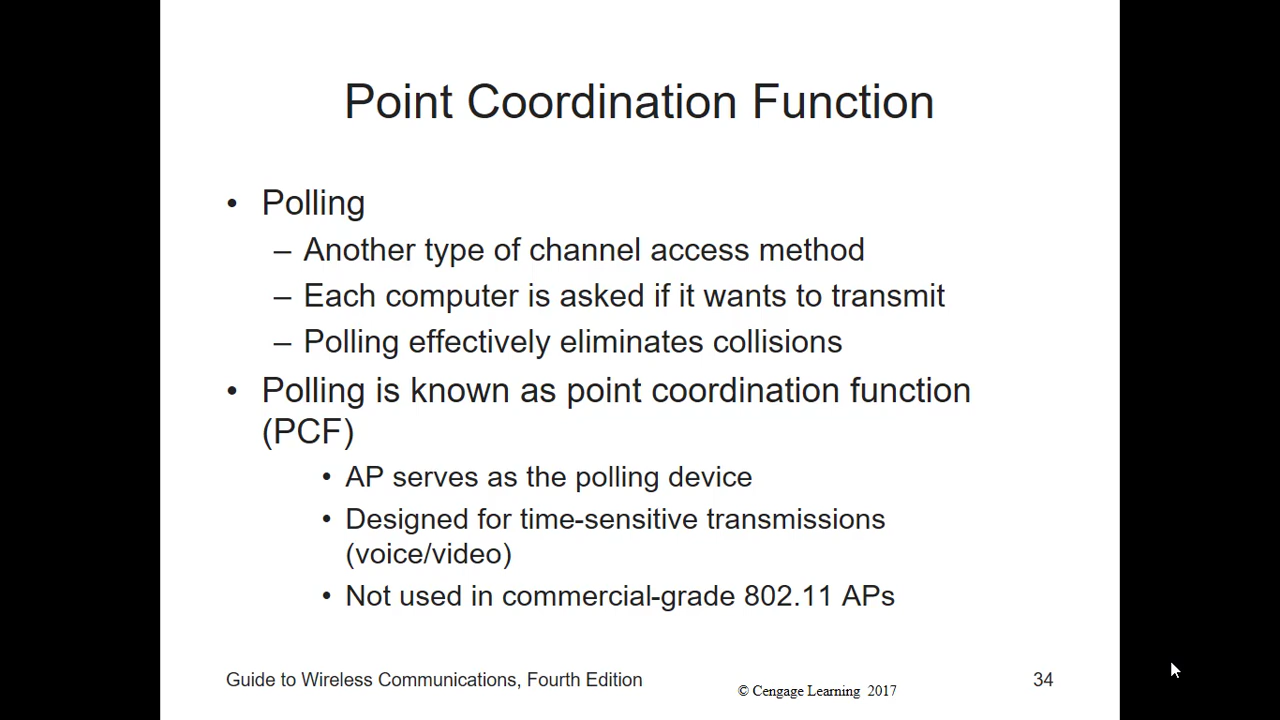 Point Coordination Function
• Polling
– Another type of channel access method
– Each computer is asked if it wants to transmit
– Polling effectively eliminates collisions
• Polling is known as point coordination function
(PCF)
• AP serves as the polling device
• Designed for time-sensitive transmissions
(voice/video)
• Not used in commercial-grade 802.11 APs
Guide to Wireless Communications, Fourth Edition
© Cengage Learning 2017
34